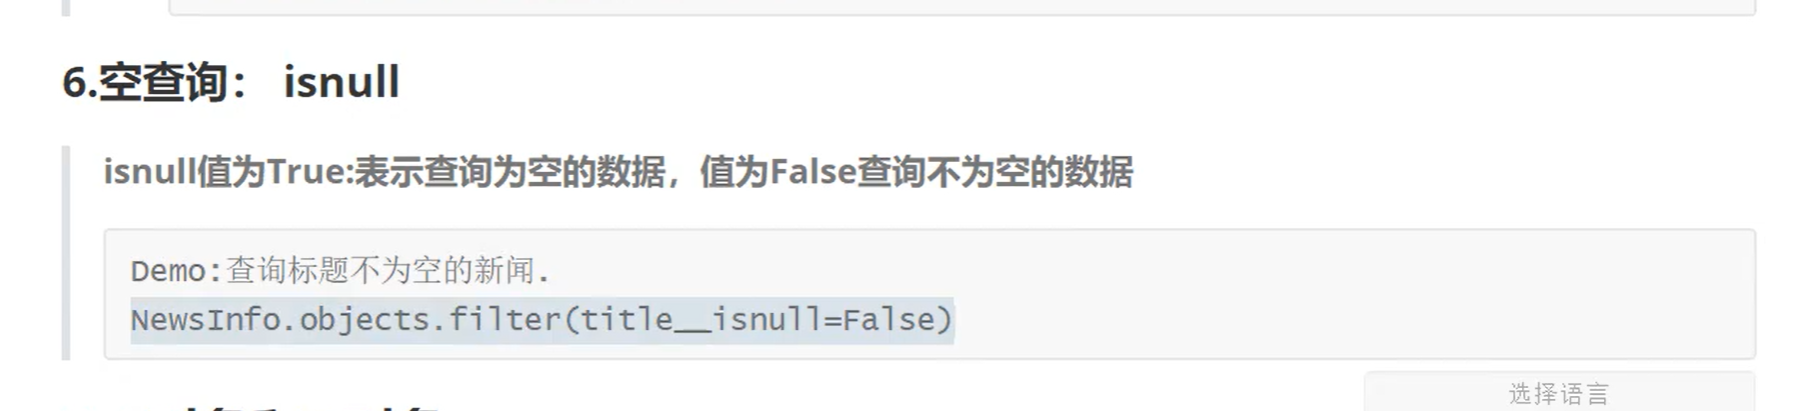 6.空查询： isnull
isnull值为True:表示查询为空的数据，值为False查询不为空的数据
Demo:查询标题不为空的新闻.
NewsInfo.objects.filter(title__isnull=False)
选择语言